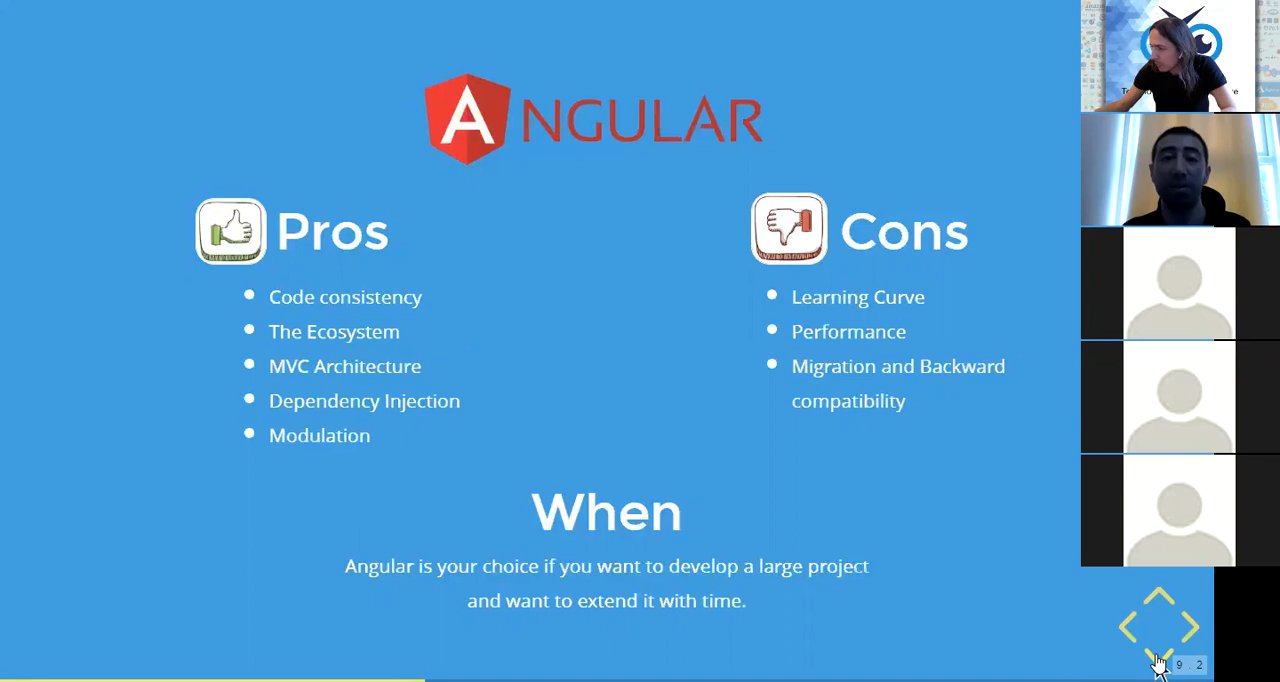 ANGULAR
Pros
Code consistency
The Ecosystem
MVC Architecture
Dependency Injection
Modulation
Cons
Learning Curve
Performance
Migration and Backward
compatibility
When
Angular is your choice if you want to develop a large project
and want to extend it with time.
9 . 2